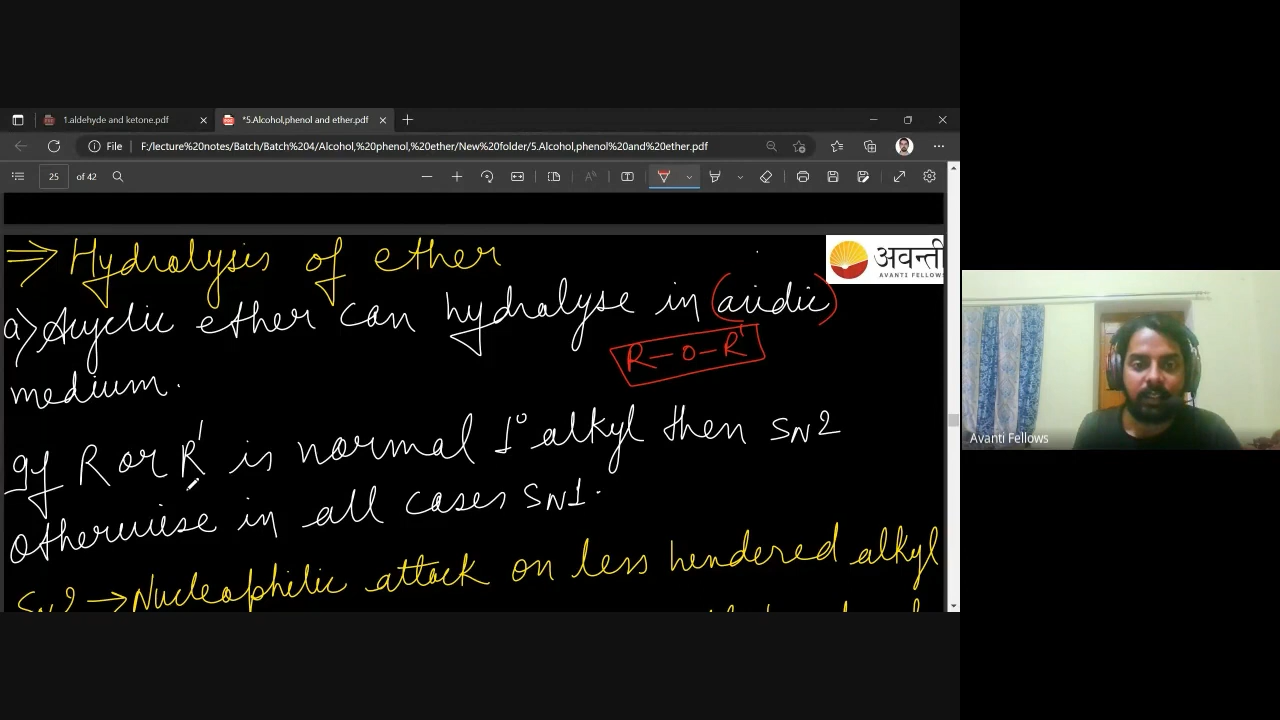 1.aldehyde and ketone.pdf
*5.Alcohol,phenol and ether.pdf
File
F:/lecture%20notes/Batch/Batch%204/Alcohol,%20phenol,%20ether/New%20folder/5.Alcohol,phenol%20and%20ether.pdf
25 of 42
⇒ Hydrolysis of ether
अवन्ती
AVANTI FELLOWS
a) Acyclic ether can hydrolyse in (acidic)
R-O-R'
medium.
If R or R' is normal 1° alkyl then SN2
otherwise in all cases SN1.
SN2 → Nucleophilic attack on less hendered alkyl
Avanti Fellows